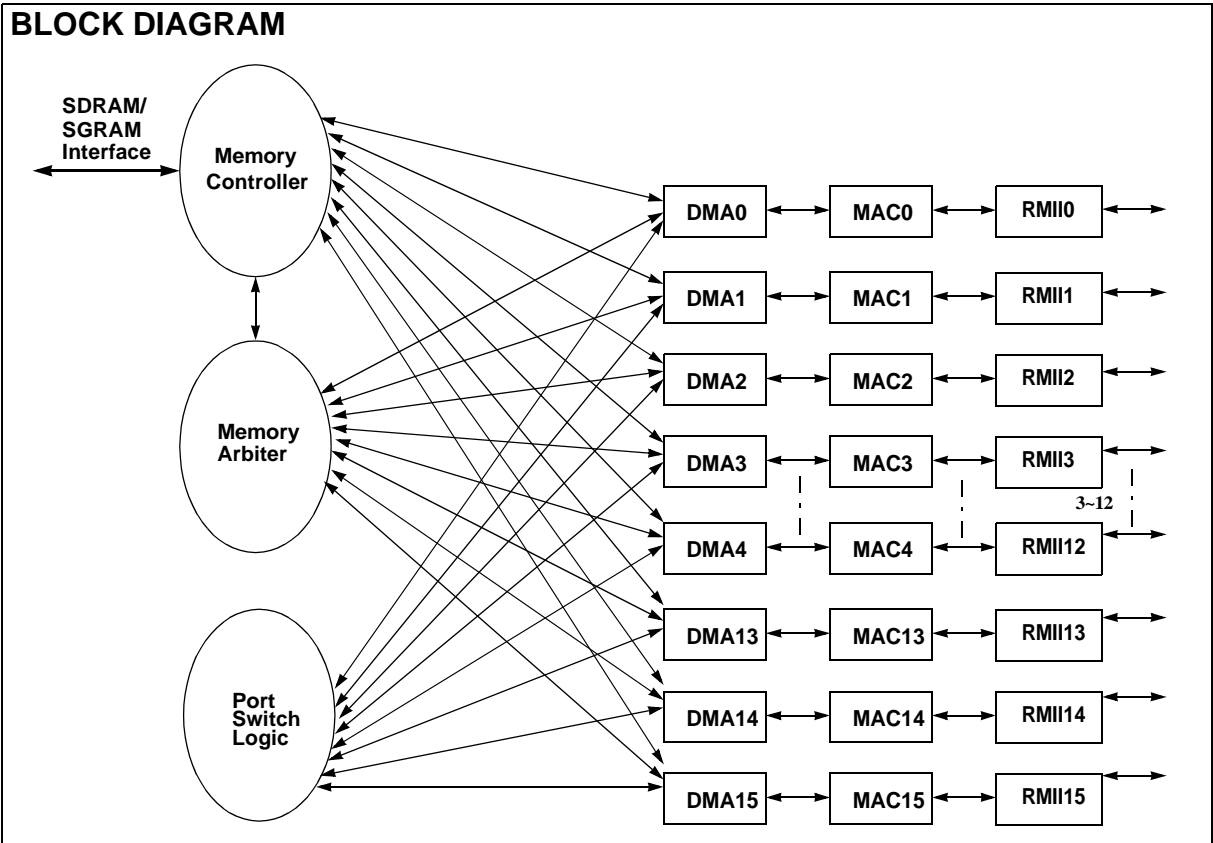 BLOCK DIAGRAM
SDRAM/
SGRAM
Interface
Memory
Controller
DMA0
MAC0
RMII0
DMA1
MAC1
RMII1
DMA2
MAC2
RMII2
Memory
Arbiter
DMA3
MAC3
RMII3
3~12
DMA4
MAC4
RMII12
DMA13
MAC13
RMII13
Port
Switch
Logic
DMA14
MAC14
RMII14
DMA15
MAC15
RMII15